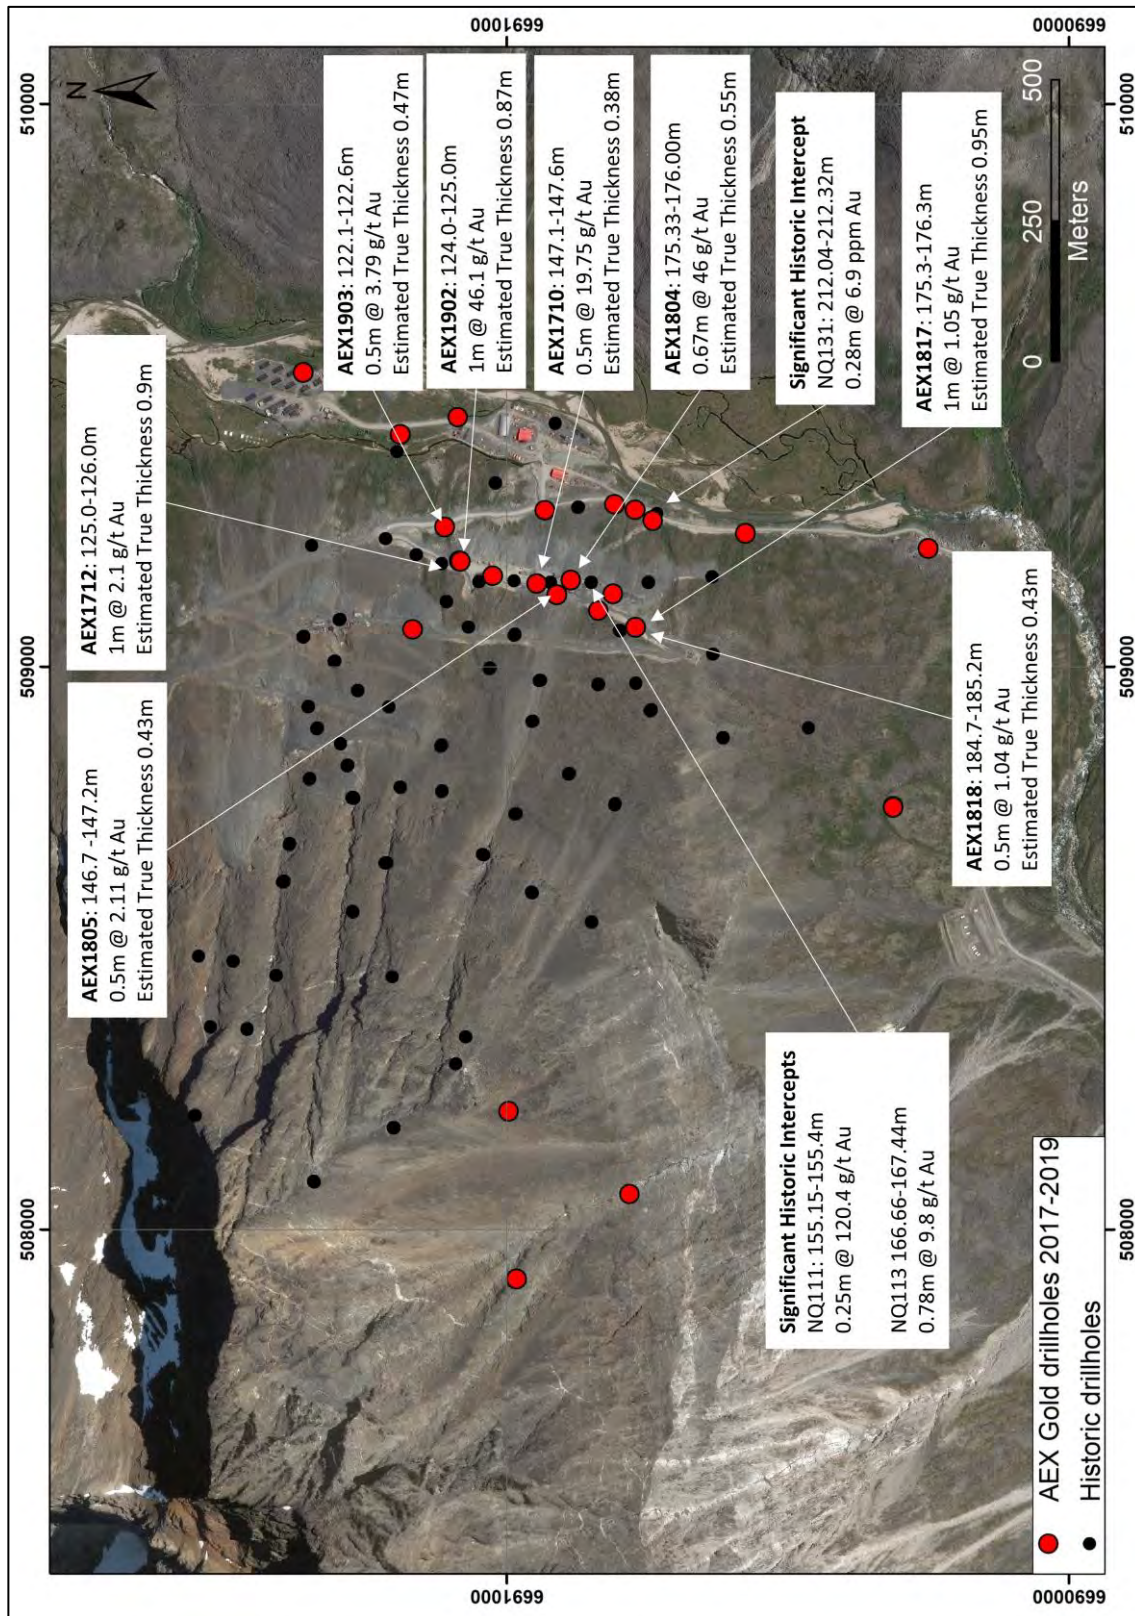 508000
509000
510000
N
6691000
6691000
6690000
6690000
AEX1805: 146.7 -147.2m
0.5m @ 2.11 g/t Au
Estimated True Thickness 0.43m
AEX1712: 125.0-126.0m
1m @ 2.1 g/t Au
Estimated True Thickness 0.9m
AEX1903: 122.1-122.6m
0.5m @ 3.79 g/t Au
Estimated True Thickness 0.47m
AEX1902: 124.0-125.0m
1m @ 46.1 g/t Au
Estimated True Thickness 0.87m
AEX1710: 147.1-147.6m
0.5m @ 19.75 g/t Au
Estimated True Thickness 0.38m
AEX1804: 175.33-176.00m
0.67m @ 46 g/t Au
Estimated True Thickness 0.55m
Significant Historic Intercept
NQ131: 212.04-212.32m
0.28m @ 6.9 ppm Au
AEX1817: 175.3-176.3m
1m @ 1.05 g/t Au
Estimated True Thickness 0.95m
Significant Historic Intercepts
NQ111: 155.15-155.4m
0.25m @ 120.4 g/t Au
NQ113 166.66-167.44m
0.78m @ 9.8 g/t Au
AEX1818: 184.7-185.2m
0.5m @ 1.04 g/t Au
Estimated True Thickness 0.43m
AEX Gold drillholes 2017-2019
Historic drillholes
0 250 500
Meters
508000
509000
510000